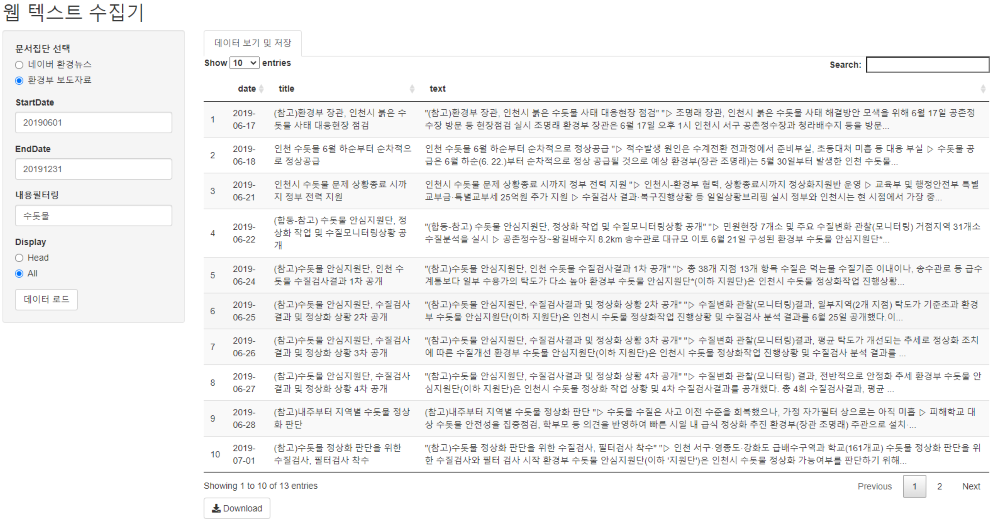 웹 텍스트 수집기
문서집단 선택
네이버 환경뉴스
환경부 보도자료
StartDate
20190601
EndDate
20191231
내용필터링
수돗물
Display
Head
All
데이터 로드
데이터 보기 및 저장
Show 10 entries
Search:
date title text
1 2019-06-17 (참고)환경부 장관, 인천시 붉은 수돗물 사태 대응현장 점검 "(참고)환경부 장관, 인천시 붉은 수돗물 사태 대응현장 점검" "▷ 조명래 장관, 인천시 붉은 수돗물 사태 해결방안 모색을 위해 6월 17일 공촌정수장 방문 등 현장점검 실시 조명래 환경부 장관은 6월 17일 오후 1시 인천시 서구 공촌정수장과 청라배수지 등을 방문...
2 2019-06-18 인천 수돗물 6월 하순부터 순차적으로 정상공급 인천 수돗물 6월 하순부터 순차적으로 정상공급 "▷ 적수발생 원인은 수계전환 전과정에서 준비부실, 초동대처 미흡 등 대응 부실 ▷ 수돗물 공급은 6월 하순(6. 22.)부터 순차적으로 정상 공급될 것으로 예상 환경부(장관 조명래)는 5월 30일부터 발생한 인천 수돗물...
3 2019-06-21 인천시 수돗물 문제 상황종료 시까지 정부 전력 지원 인천시 수돗물 문제 상황종료 시까지 정부 전력 지원 "▷ 인천시-환경부 협력, 상황종료시까지 정상화지원반 운영 ▷ 교육부 및 행정안전부 특별교부금·특별교부세 25억원 추가 지원 ▷ 수질검사 결과·복구진행상황 등 일일상황브리핑 실시 정부와 인천시는 현 시점에서 가장 중...
4 2019-06-22 (합동-참고) 수돗물 안심지원단, 정상화 작업 및 수질모니터링상황 공개 "(합동-참고) 수돗물 안심지원단, 정상화 작업 및 수질모니터링상황 공개" "▷ 민원현장 7개소 및 주요 수질변화 관찰(모니터링) 거점지역 31개소 수질분석을 실시 ▷ 공촌정수장~왕길배수지 8.2km 송수관로 대규모 이토 6월 21일 구성된 환경부 수돗물 안심지원단"...
5 2019-06-24 (참고)수돗물 안심지원단, 인천 수돗물 수질검사결과 1차 공개 "(참고)수돗물 안심지원단, 인천 수돗물 수질검사결과 1차 공개" "▷ 총 38개 지점 13개 항목 수질은 먹는물 수질기준 이내이나, 송수관로 등 급수계통보다 일부 수용가의 탁도가 다소 높아 환경부 수돗물 안심지원단"(이하 지원단)은 인천시 수돗물 정상화작업 진행상황...
6 2019-06-25 (참고)수돗물 안심지원단, 수질검사결과 및 정상화 상황 2차 공개 "(참고)수돗물 안심지원단, 수질검사결과 및 정상화 상황 2차 공개" "▷ 수질변화 관찰(모니터링)결과, 일부지역(2개 지점) 탁도가 기준초과 환경부 수돗물 안심지원단(이하 지원단)은 인천시 수돗물 정상화작업 진행상황 및 수질검사 분석 결과를 6월 25일 공개했다.이...
7 2019-06-26 (참고)수돗물 안심지원단, 수질검사결과 및 정상화 상황 3차 공개 "(참고)수돗물 안심지원단, 수질검사결과 및 정상화 상황 3차 공개" "▷ 수질변화 관찰(모니터링)결과, 평균 탁도가 개선되는 추세로 정상화 조치에 따른 수질개선 환경부 수돗물 안심지원단(이하 지원단)은 인천시 수돗물 정상화작업 진행상황 및 수질검사 분석 결과를 ...
8 2019-06-27 (참고)수돗물 안심지원단, 수질검사결과 및 정상화 상황 4차 공개 "(참고)수돗물 안심지원단, 수질검사결과 및 정상화 상황 4차 공개" "▷ 수질변화 관찰(모니터링) 결과, 전반적으로 안정화 추세 환경부 수돗물 안심지원단(이하 지원단)은 인천시 수돗물 정상화 작업 상황 및 4차 수질검사결과를 공개했다. 총 4회 수질검사결과, 평균 ...
9 2019-06-28 (참고)내주부터 지역별 수돗물 정상화 판단 (참고)내주부터 지역별 수돗물 정상화 판단 "▷ 수돗물 수질은 사고 이전 수준을 회복했으나, 가정 자가필터 상으로는 아직 미흡 ▷ 피해학교 대상 수돗물 안전성을 집중점검, 학부모 등 의견을 반영하여 빠른 시일 내 급식 정상화 추진 환경부(장관 조명래) 주관으로 설치·...
10 2019-07-01 (참고)수돗물 정상화 판단을 위한 수질검사, 필터검사 착수 "(참고)수돗물 정상화 판단을 위한 수질검사, 필터검사 착수" "▷ 인천 서구·영종도·강화도 급배수구역과 학교(161개교) 수돗물 정상화 판단을 위한 수질검사와 필터 검사 시작 환경부 수돗물 안심지원단(이하 '지원단')은 인천시 수돗물 정상화 가능여부를 판단하기 위해...
Showing 1 to 10 of 13 entries
Previous 1 2 Next
Download